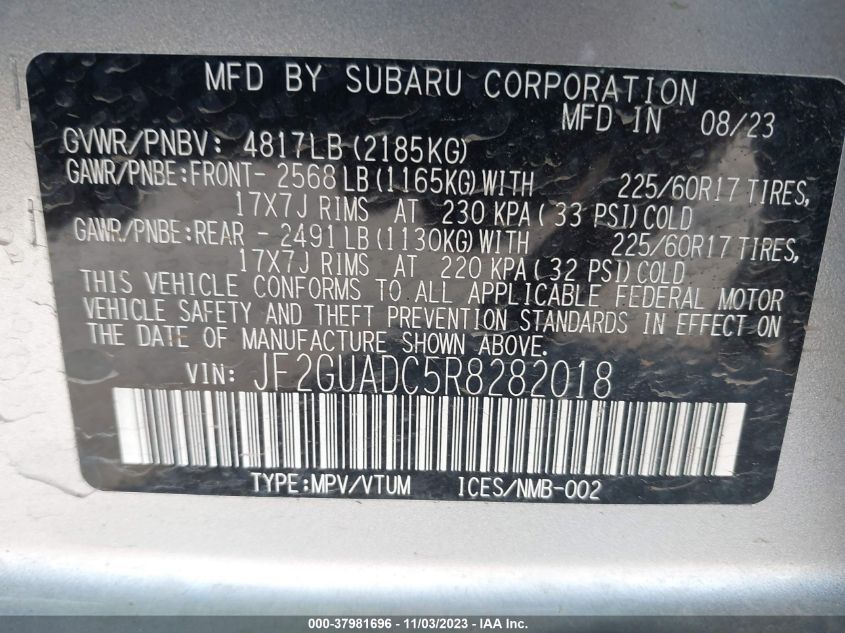 MFD BY SUBARU CORPORATION
MFD IN 08/23
GVWR/PNBV: 4817LB (2185KG)
GAWR/PNBE:FRONT- 2568 LB (1165KG) WITH 225/60R17 TIRES,
17X7J RIMS AT 230 KPA ( 33 PSI) COLD
GAWR/PNBE:REAR - 2491 LB (1130KG) WITH 225/60R17 TIRES,
17X7J RIMS AT 220 KPA ( 32 PSI) COLD
THIS VEHICLE CONFORMS TO ALL APPLICABLE FEDERAL MOTOR
VEHICLE SAFETY AND THEFT PREVENTION STANDARDS IN EFFECT ON
THE DATE OF MANUFACTURE SHOWN ABOVE.
VIN: JF2GUADC5R8282018
TYPE:MPV/VTUM ICES/NMB-002
000-37981696 - 11/03/2023 - IAA Inc.